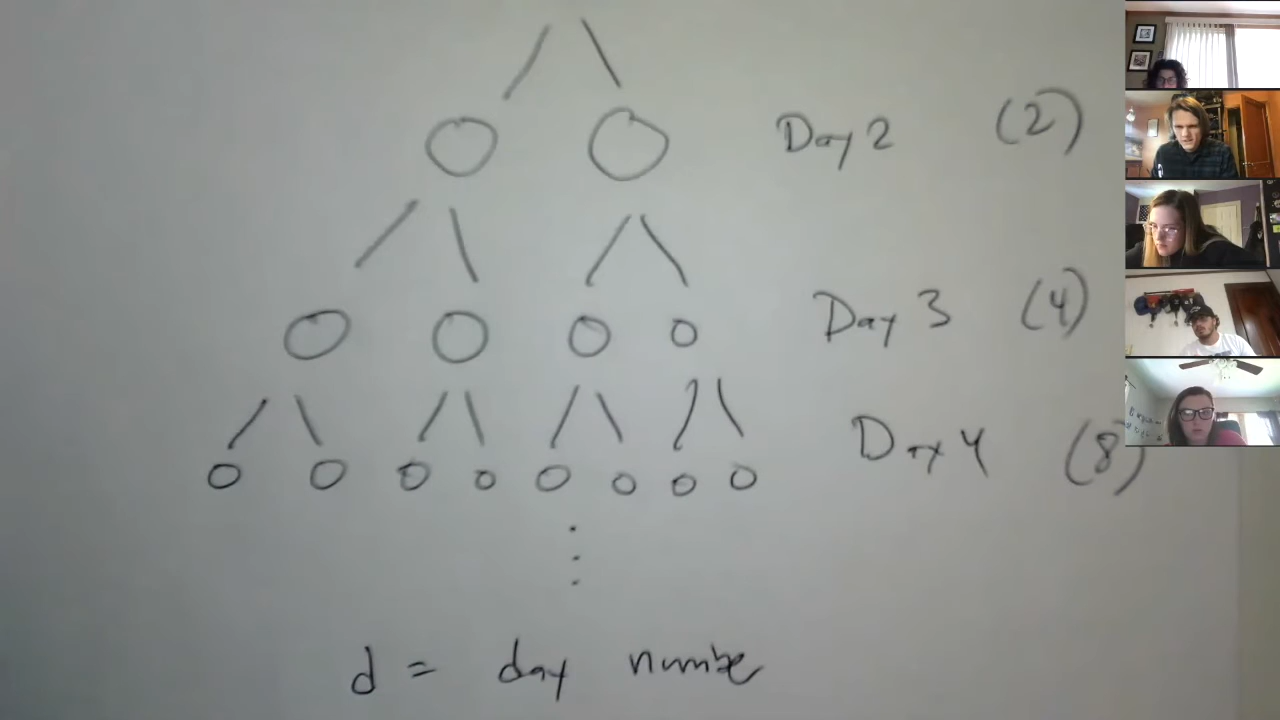 Day 2 (2)
Day 3 (4)
Day 4 (8)
d = day number